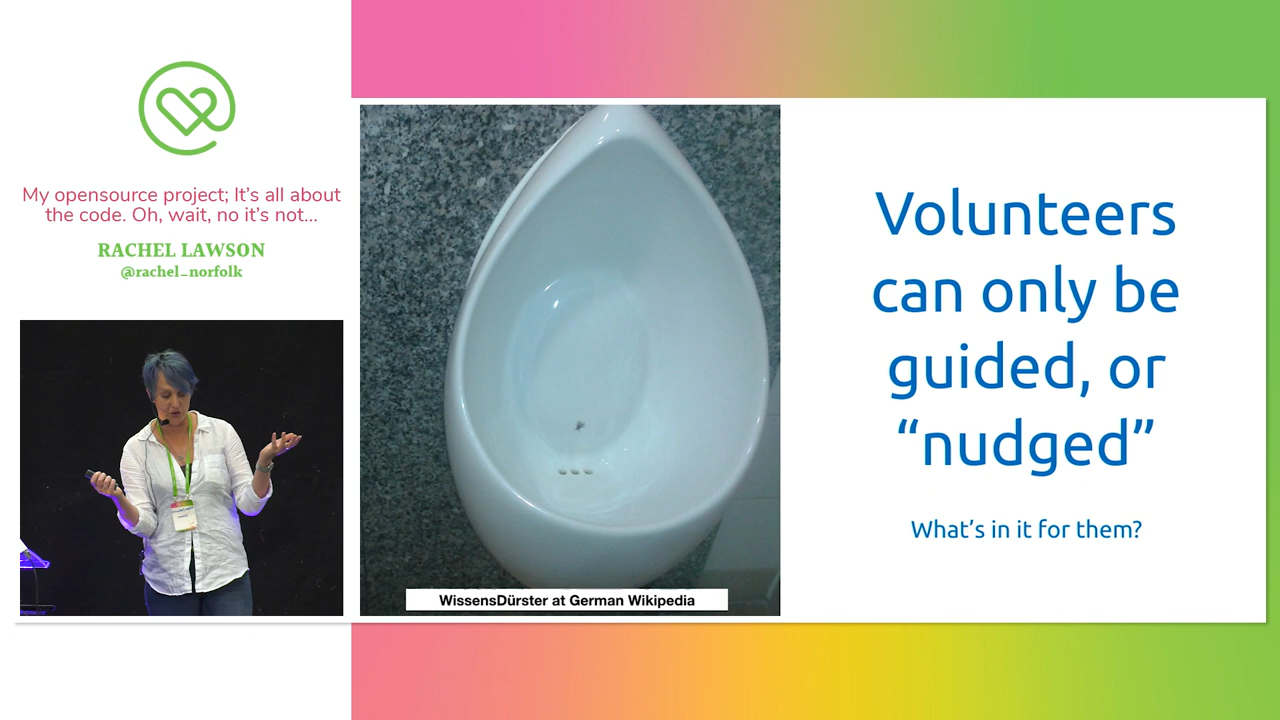 My opensource project; It's all about
the code. Oh, wait, no it's not...
RACHEL LAWSON
@rachel_norfolk
WissensDürster at German Wikipedia
Volunteers
can only be
guided, or
“nudged”
What's in it for them?